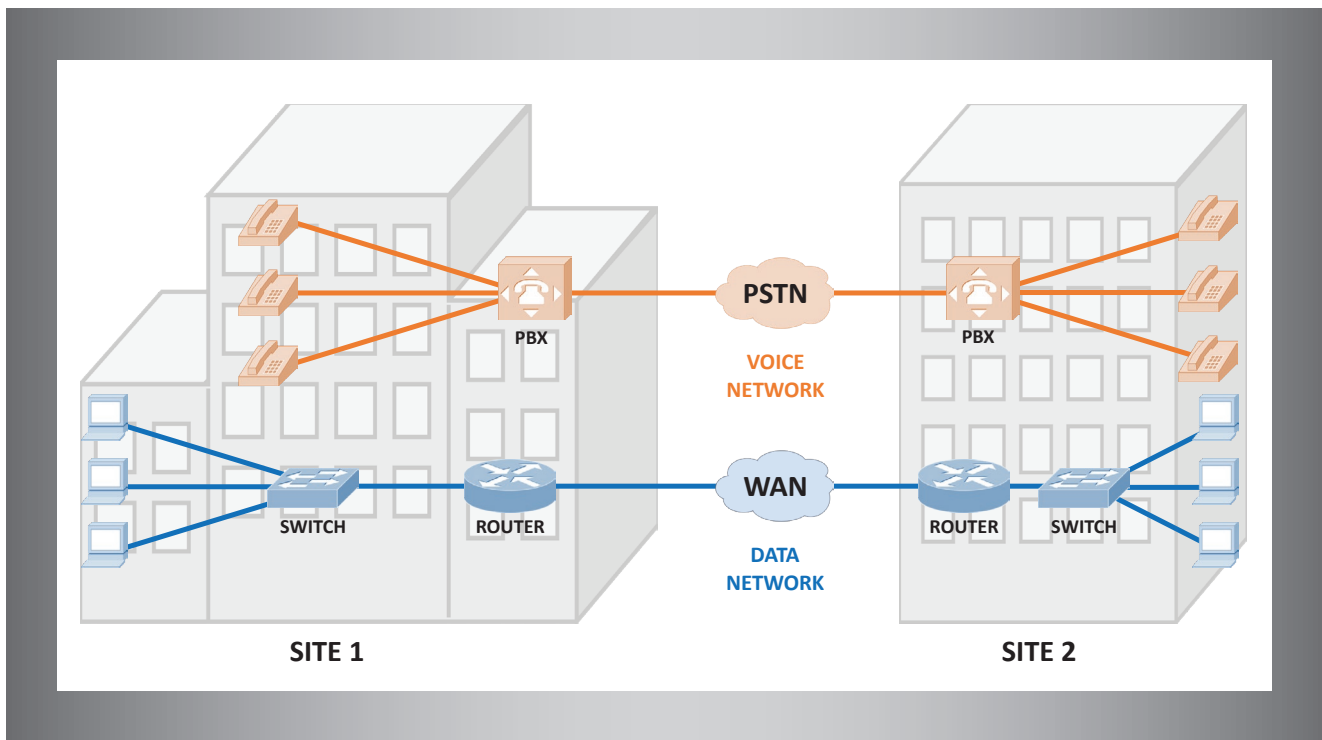 PSTN
PBX
PBX
VOICE
NETWORK
WAN
SWITCH
ROUTER
ROUTER
SWITCH
DATA
NETWORK
SITE 1
SITE 2